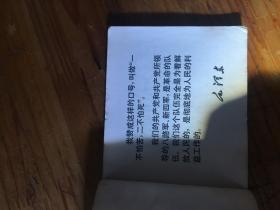 我赞成这样的口号，叫做“一
不怕苦，二不怕死”。
我们的共产党和共产党所领
导的八路军、新四军，是革命的队
伍。我们这个队伍完全是为着解
放人民的，是彻底地为人民的利
益工作的。
毛泽东